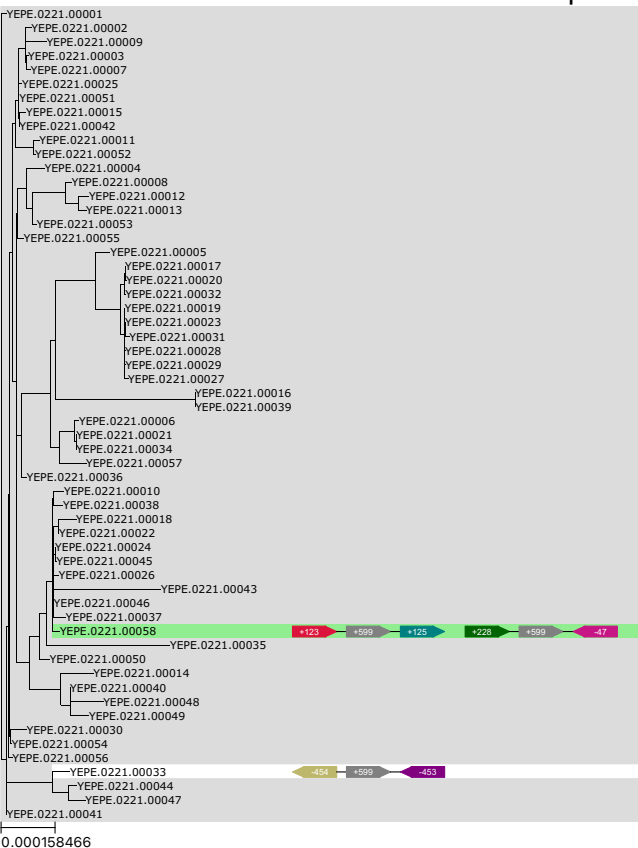 YEPE.0221.00001
YEPE.0221.00002
YEPE.0221.00009
YEPE.0221.00003
YEPE.0221.00007
YEPE.0221.00025
YEPE.0221.00051
YEPE.0221.00015
YEPE.0221.00042
YEPE.0221.00011
YEPE.0221.00052
YEPE.0221.00004
YEPE.0221.00008
YEPE.0221.00012
YEPE.0221.00013
YEPE.0221.00053
YEPE.0221.00055
YEPE.0221.00005
YEPE.0221.00017
YEPE.0221.00020
YEPE.0221.00032
YEPE.0221.00019
YEPE.0221.00023
YEPE.0221.00031
YEPE.0221.00028
YEPE.0221.00029
YEPE.0221.00027
YEPE.0221.00016
YEPE.0221.00039
YEPE.0221.00006
YEPE.0221.00021
YEPE.0221.00034
YEPE.0221.00057
YEPE.0221.00036
YEPE.0221.00010
YEPE.0221.00038
YEPE.0221.00018
YEPE.0221.00022
YEPE.0221.00024
YEPE.0221.00045
YEPE.0221.00026
YEPE.0221.00043
YEPE.0221.00046
YEPE.0221.00037
YEPE.0221.00058 +123 +599 +125 +228 +599 -47
YEPE.0221.00035
YEPE.0221.00050
YEPE.0221.00014
YEPE.0221.00040
YEPE.0221.00048
YEPE.0221.00049
YEPE.0221.00030
YEPE.0221.00054
YEPE.0221.00056
YEPE.0221.00033 -454 +599 -453
YEPE.0221.00044
YEPE.0221.00047
YEPE.0221.00041
0.000158466